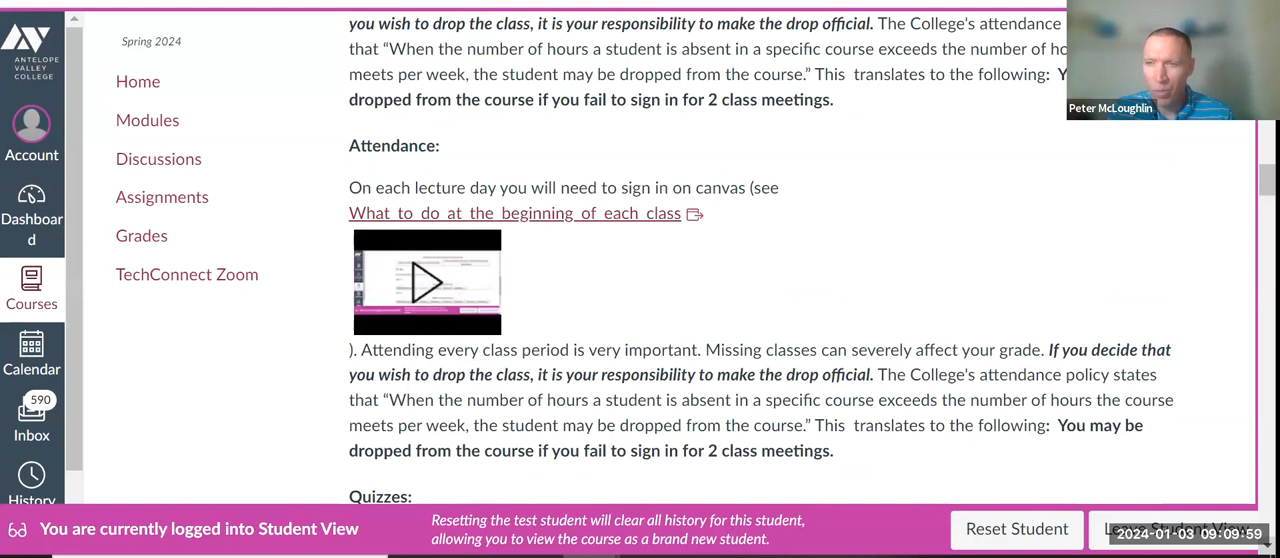 ANTELOPE
VALLEY
COLLEGE
Account
Dashboar
d
Courses
Calendar
590
Inbox
History
Spring 2024
Home
Modules
Discussions
Assignments
Grades
TechConnect Zoom
you wish to drop the class, it is your responsibility to make the drop official. The College's attendance
that “When the number of hours a student is absent in a specific course exceeds the number of ho
meets per week, the student may be dropped from the course.” This translates to the following: Y
dropped from the course if you fail to sign in for 2 class meetings.
Peter McLoughlin
Attendance:
On each lecture day you will need to sign in on canvas (see
What to do at the beginning of each class
). Attending every class period is very important. Missing classes can severely affect your grade. If you decide that
you wish to drop the class, it is your responsibility to make the drop official. The College's attendance policy states
that “When the number of hours a student is absent in a specific course exceeds the number of hours the course
meets per week, the student may be dropped from the course.” This translates to the following: You may be
dropped from the course if you fail to sign in for 2 class meetings.
Quizzes:
You are currently logged into Student View
Resetting the test student will clear all history for this student,
allowing you to view the course as a brand new student.
Reset Student
Leave Student View
2024-01-03 09:09:59